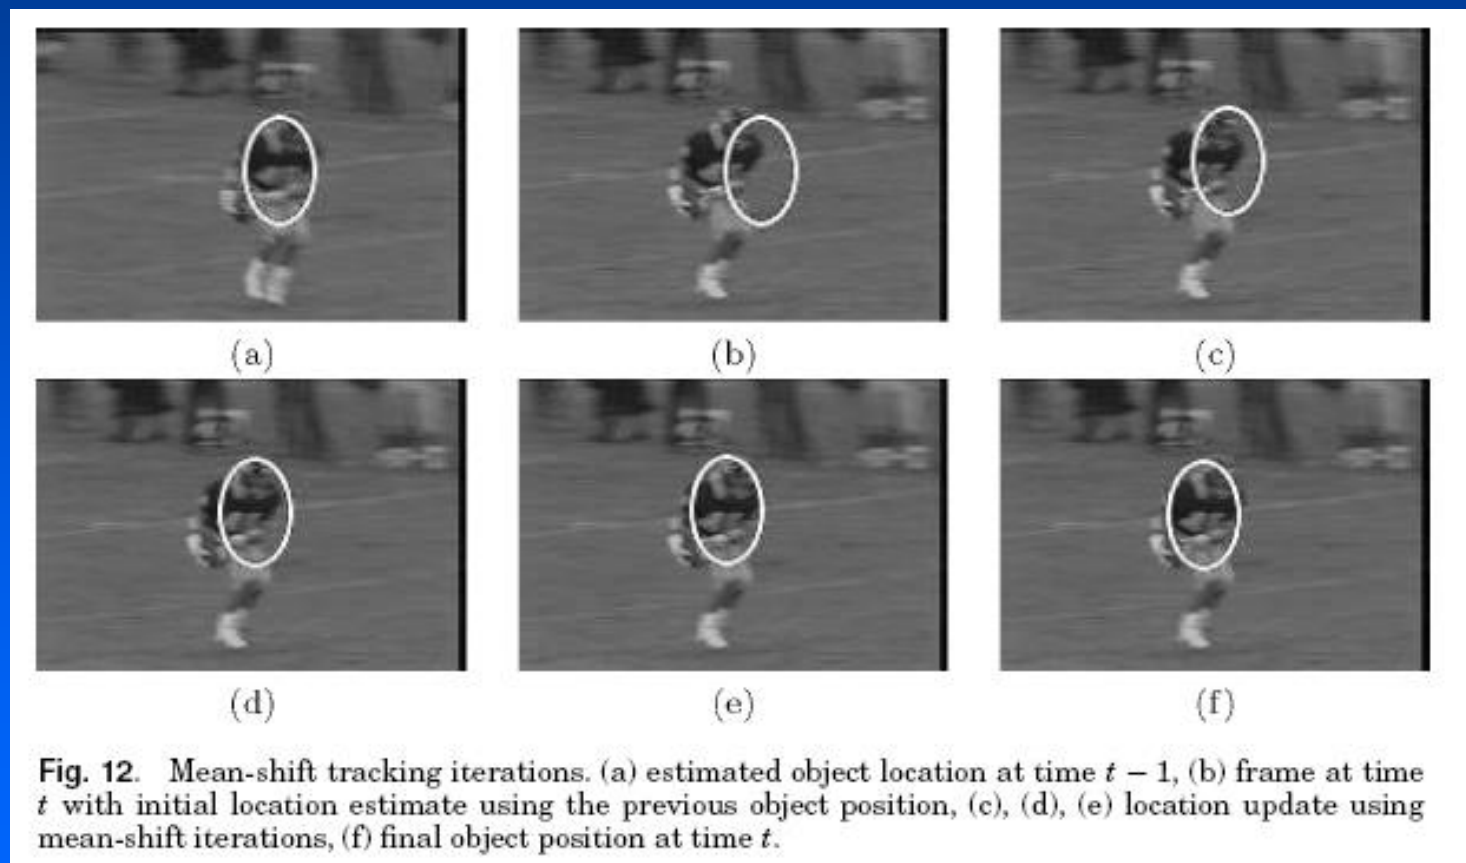 (a)
(b)
(c)
(d)
(e)
(f)
Fig. 12. Mean-shift tracking iterations. (a) estimated object location at time t − 1, (b) frame at time
t with initial location estimate using the previous object position, (c), (d), (e) location update using
mean-shift iterations, (f) final object position at time t.